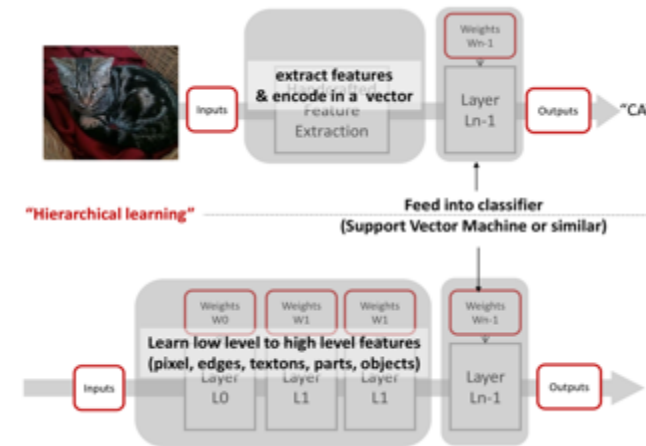 Weights
Wn-1
extract features
& encode in a vector
Handcrafted
Feature
Extraction
Inputs
Layer
Ln-1
Outputs
"CA
"Hierarchical learning"
Feed into classifier
(Support Vector Machine or similar)
Weights
W0
Weights
W1
Weights
W1
Weights
Wn-1
Learn low level to high level features
(pixel, edges, textons, parts, objects)
Inputs
Layer
L0
Layer
L1
Layer
L1
Layer
Ln-1
Outputs